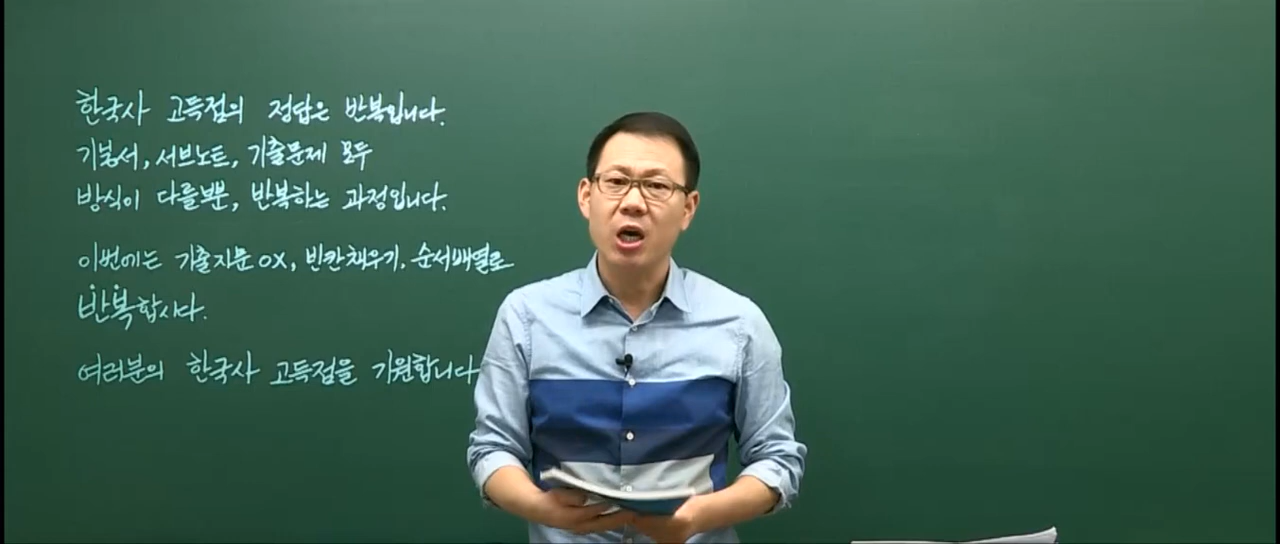 한국사 고득점의 정답은 반복입니다.
기봉서, 서브노트, 기출문제 모두
방식이 다를뿐, 반복하는 과정입니다.
이번에는 기출지문 OX, 빈칸채우기, 순서배열로
반복합시다.
여러분의 한국사 고득점을 기원합니다